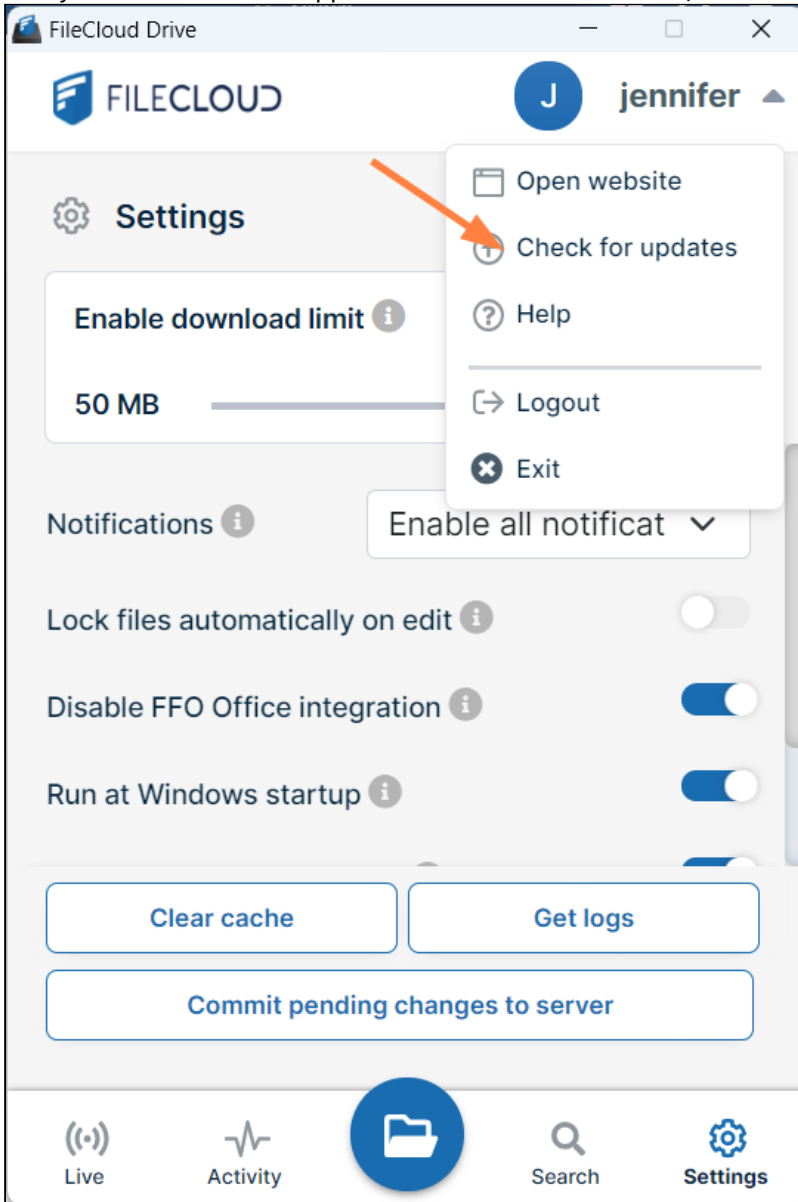 FileCloud Drive
FILECLOUD
J
jennifer
Open website
Settings
Check for updates
Enable download limit
Help
50 MB
Logout
Exit
Notifications
Enable all notificat
Lock files automatically on edit
Disable FFO Office integration
Run at Windows startup
Clear cache
Get logs
Commit pending changes to server
Live
Activity
Search
Settings